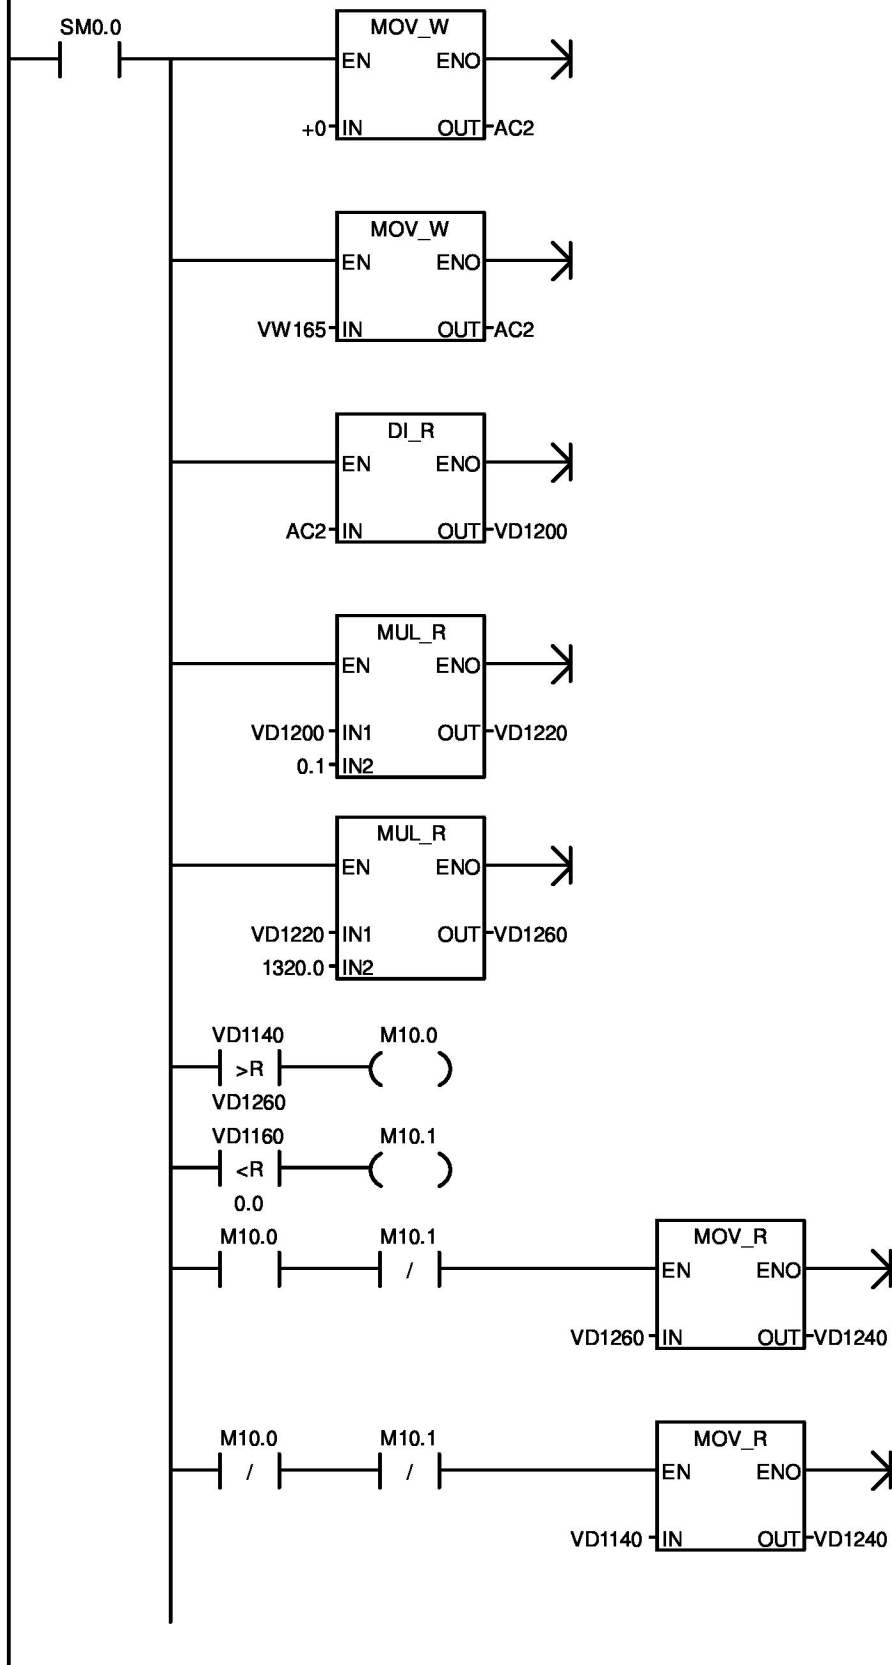 SM0.0
MOV_W
EN ENO
+0 IN OUT AC2
MOV_W
EN ENO
VW165 IN OUT AC2
DI_R
EN ENO
AC2 IN OUT VD1200
MUL_R
EN ENO
VD1200 IN1 OUT VD1220
0.1 IN2
MUL_R
EN ENO
VD1220 IN1 OUT VD1260
1320.0 IN2
VD1140 M10.0
>R
VD1260
VD1160 M10.1
<R
0.0
M10.0 M10.1 MOV_R
/ EN ENO
VD1260 IN OUT VD1240
M10.0 M10.1 MOV_R
/ / EN ENO
VD1140 IN OUT VD1240